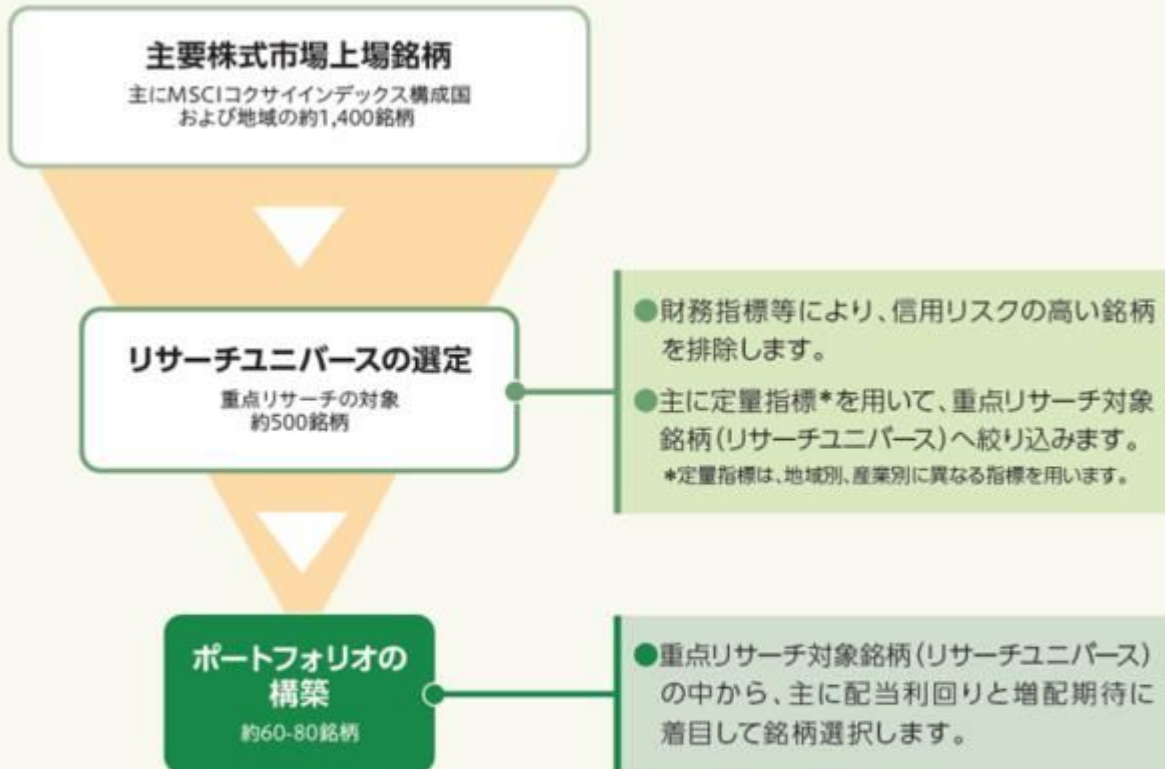 主要株式市場上場銘柄
主にMSCIコクサイインデックス構成国
および地域の約1,400銘柄
リサーチユニバースの選定
重点リサーチの対象
約500銘柄
●財務指標等により、信用リスクの高い銘柄
を排除します。
●主に定量指標*を用いて、重点リサーチ対象
銘柄(リサーチユニバース)へ絞り込みます。
*定量指標は、地域別、産業別に異なる指標を用います。
ポートフォリオの
構築
約60-80銘柄
●重点リサーチ対象銘柄(リサーチユニバース)
の中から、主に配当利回りと増配期待に
着目して銘柄選択します。